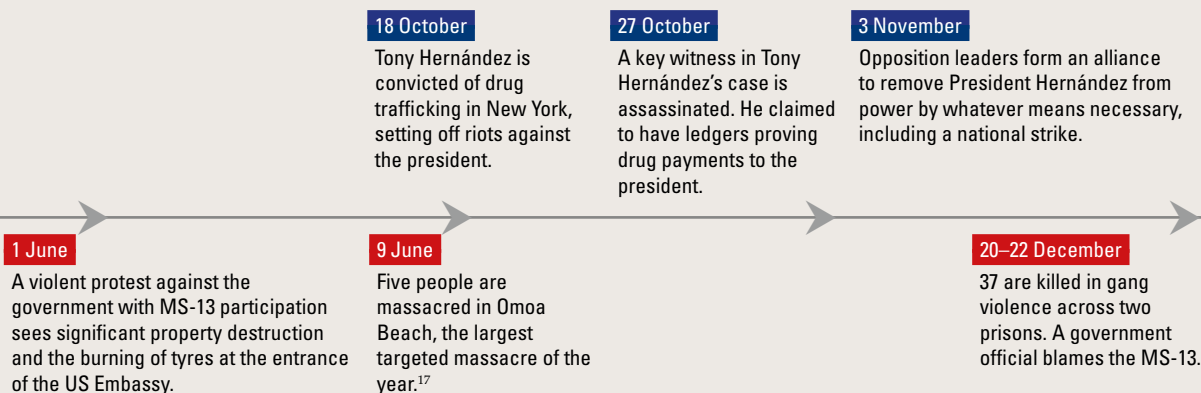 18 October
Tony Hernández is
convicted of drug
trafficking in New York,
setting off riots against
the president.
27 October
A key witness in Tony
Hernández’s case is
assassinated. He claimed
to have ledgers proving
drug payments to the
president.
3 November
Opposition leaders form an alliance
to remove President Hernández from
power by whatever means necessary,
including a national strike.
1 June
A violent protest against the
government with MS-13 participation
sees significant property destruction
and the burning of tyres at the entrance
of the US Embassy.
9 June
Five people are
massacred in Omoa
Beach, the largest
targeted massacre of the
year.17
20–22 December
37 are killed in gang
violence across two
prisons. A government
official blames the MS-13.